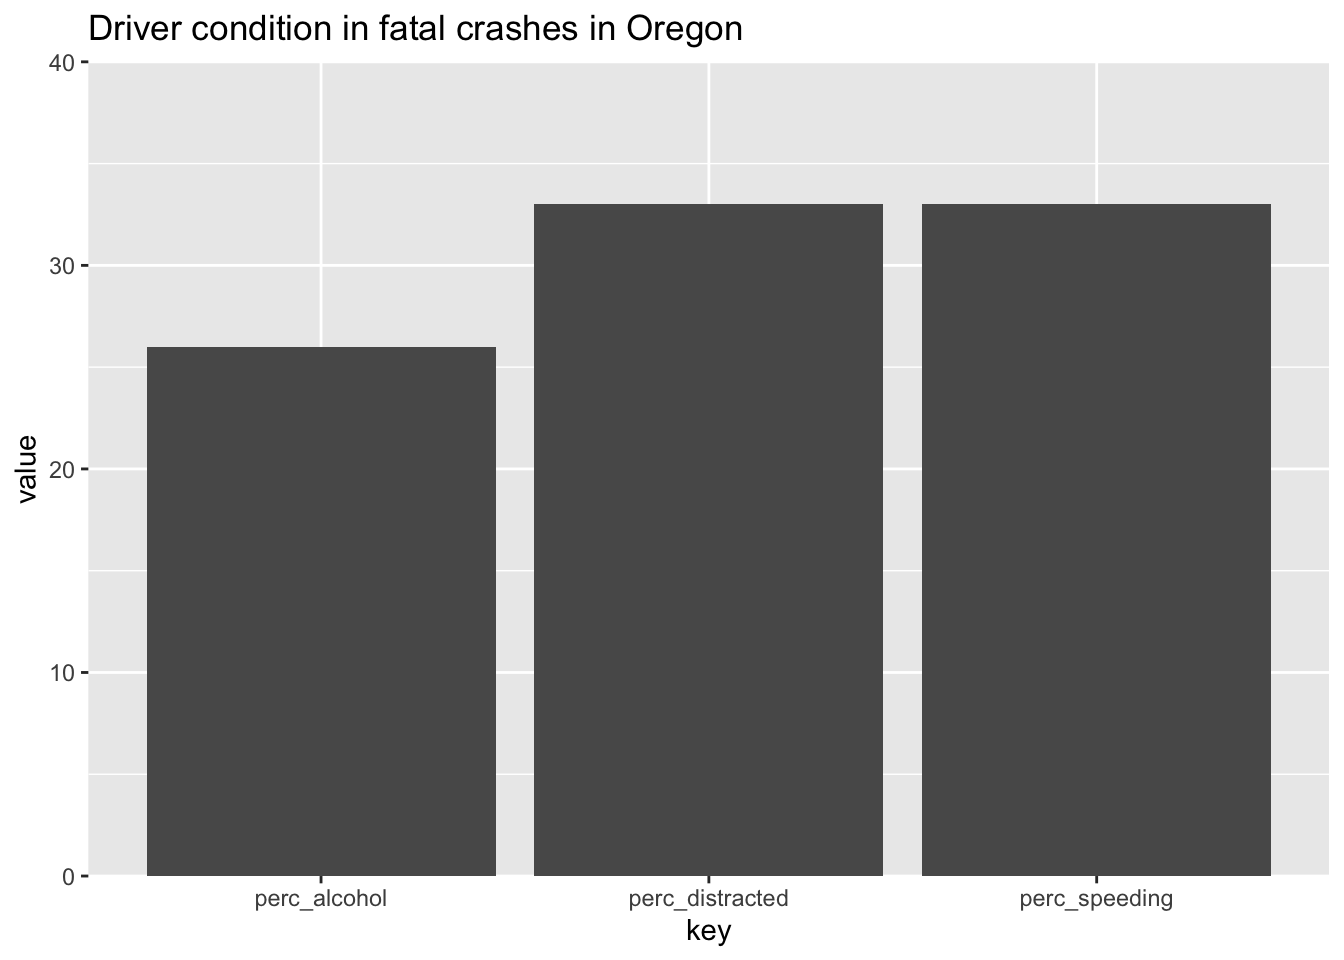 Driver condition in fatal crashes in Oregon
40
30
20
10
0
value
perc_alcohol perc_distracted perc_speeding
key